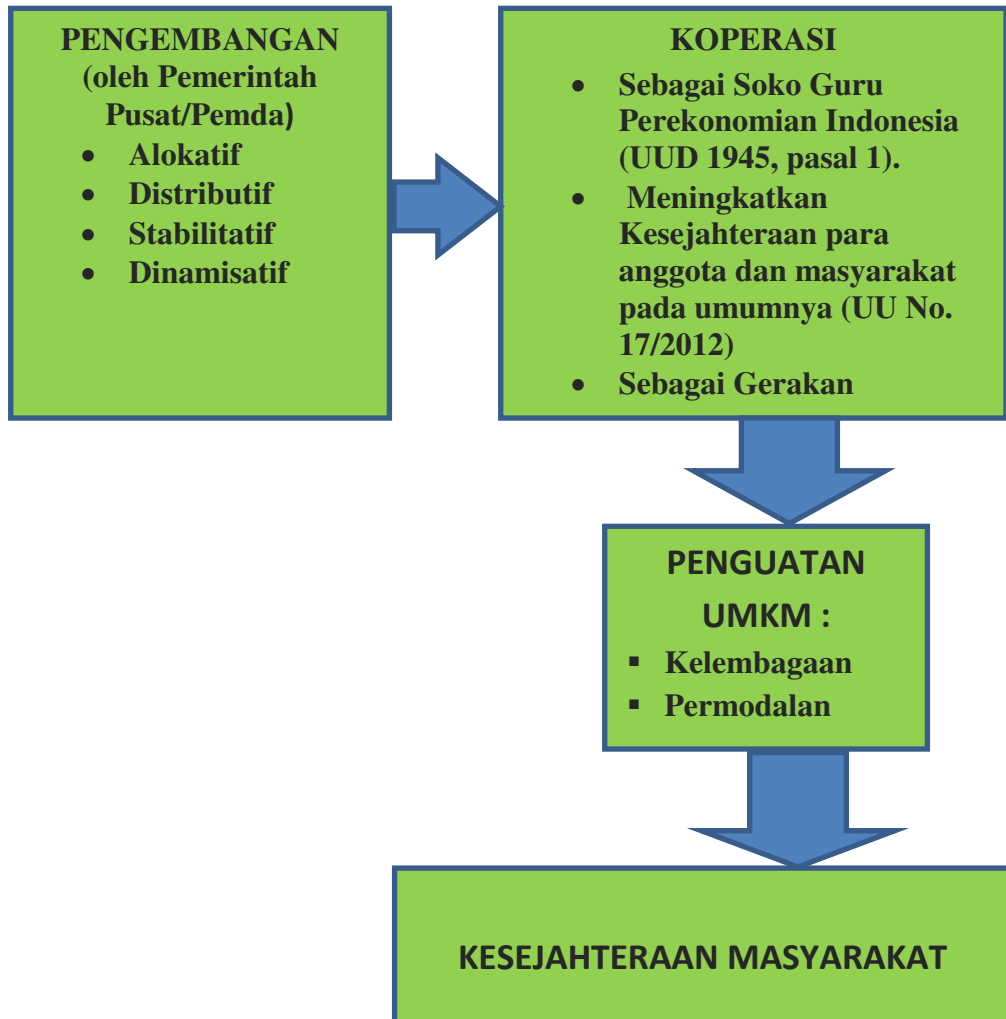 PENGEMBANGAN
(oleh Pemerintah
Pusat/Pemda)
• Alokatif
• Distributif
• Stabilitatif
• Dinamisatif
KOPERASI
• Sebagai Soko Guru
Perekonomian Indonesia
(UUD 1945, pasal 1).
• Meningkatkan
Kesejahteraan para
anggota dan masyarakat
pada umumnya (UU No.
17/2012)
• Sebagai Gerakan
PENGUATAN
UMKM :
▪ Kelembagaan
▪ Permodalan
KESEJAHTERAAN MASYARAKAT